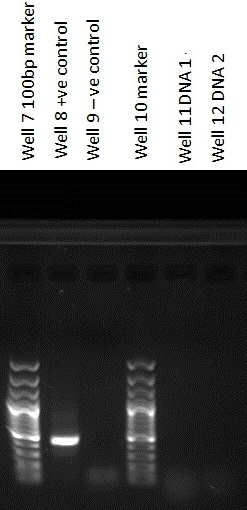 Well 7 100bp marker
Well 8 +ve control
Well 9 –ve control
Well 10 marker
Well 11DNA 1
Well 12 DNA 2